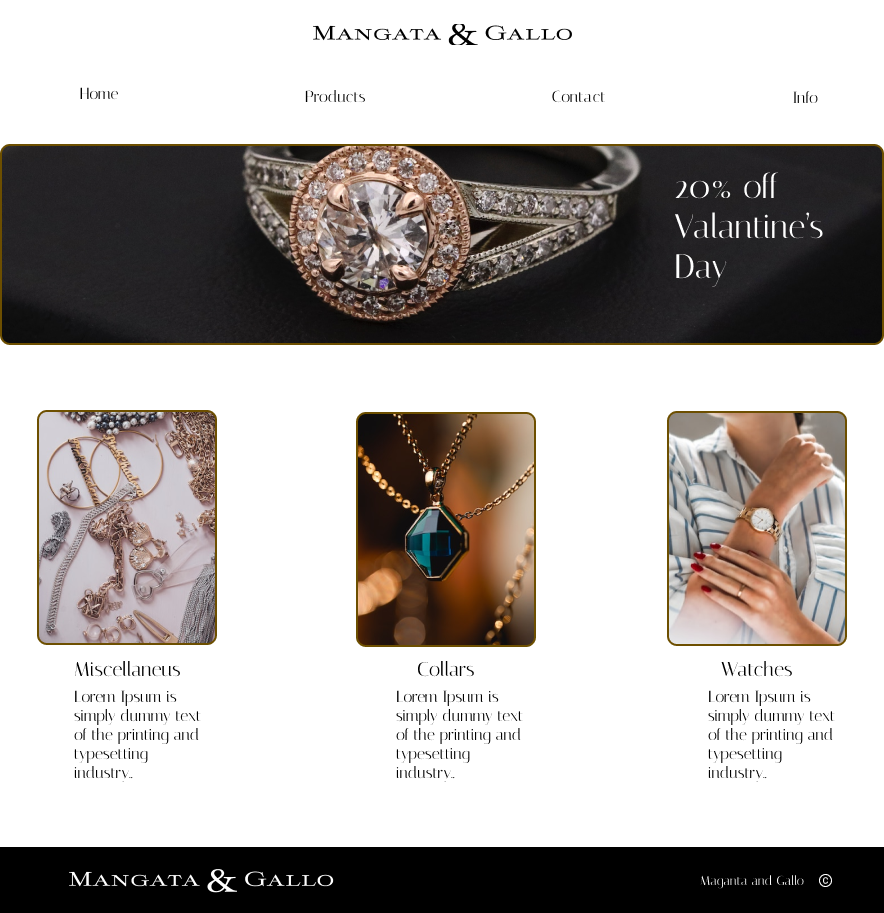 MANGATA & GALLO
Home Products Contact Info
20% off
Valantine's
Day
Miscellaneus
Lorem Ipsum is
simply dummy text
of the printing and
typesetting
industry..
Collars
Lorem Ipsum is
simply dummy text
of the printing and
typesetting
industry..
Watches
Lorem Ipsum is
simply dummy text
of the printing and
typesetting
industry..
MANGATA & GALLO
Maganta and Gallo ©